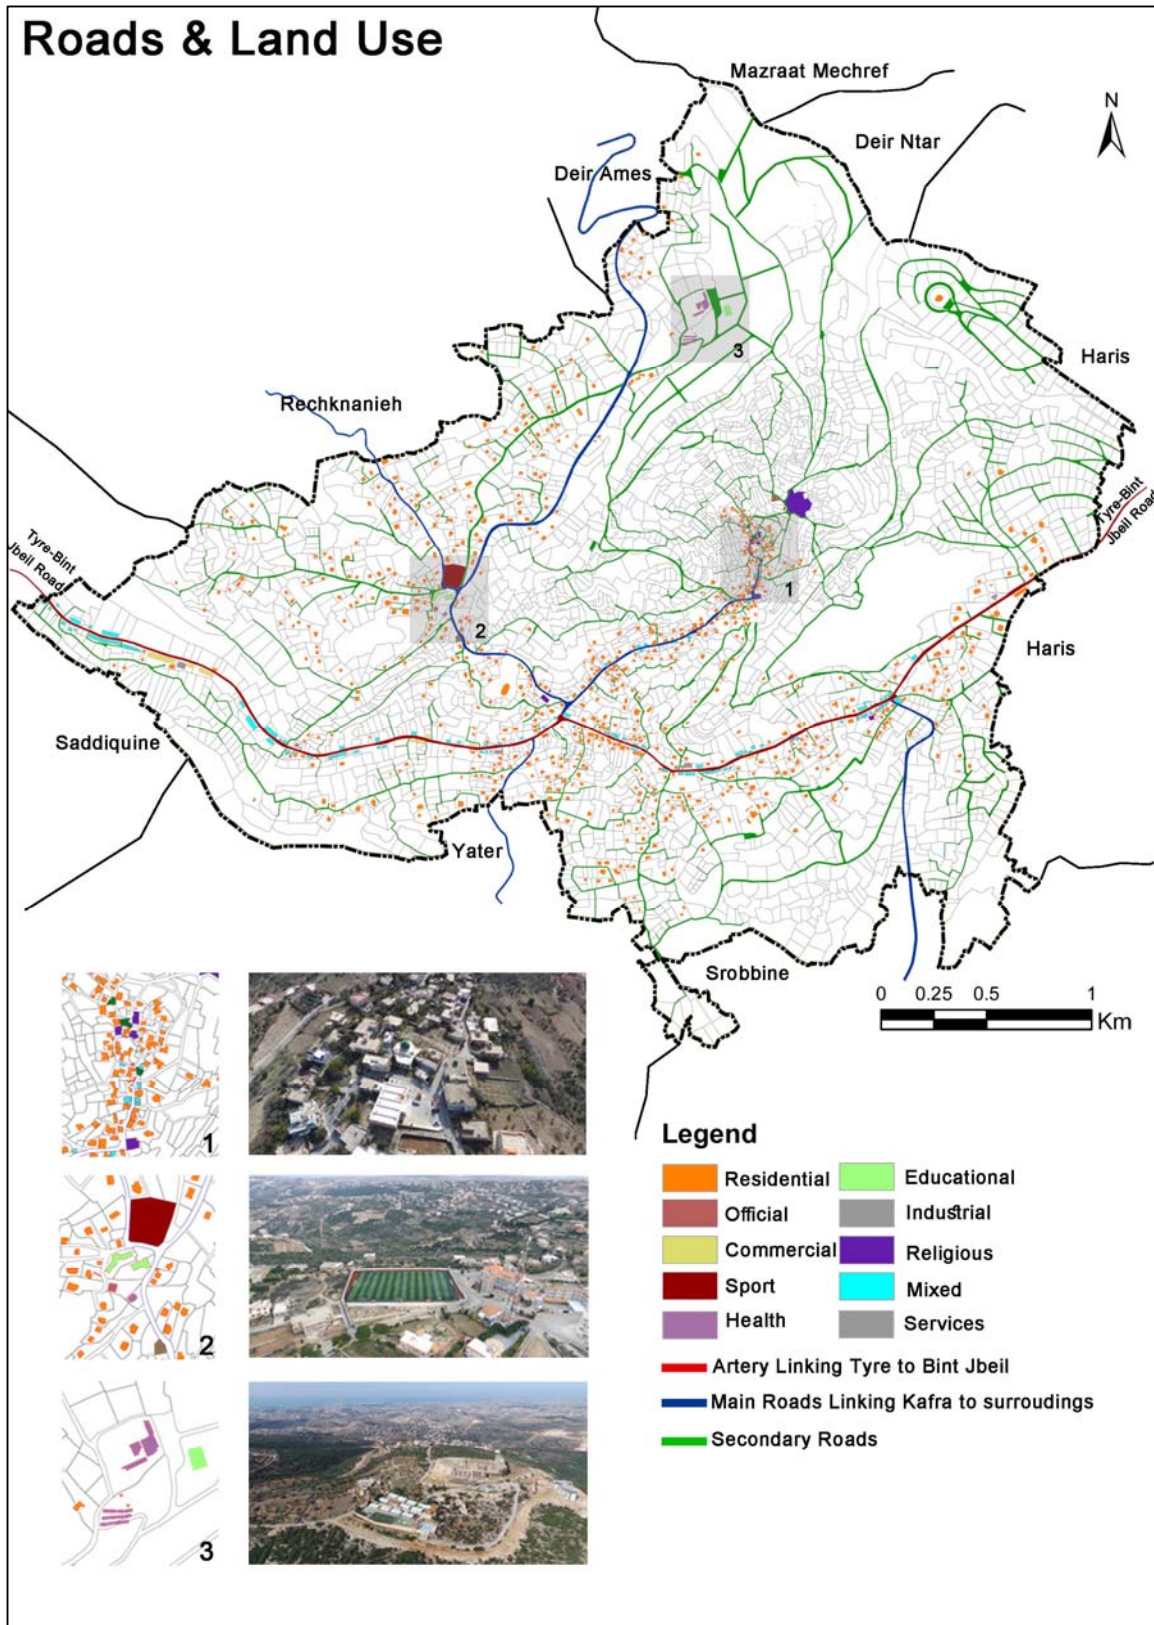 Roads & Land Use
Mazraat Mechref
N
Deir Ntar
Deir Ames
3
Haris
Rechknanieh
Tyre-Bint
Jbeil Road
Tyre-Bint
Jbeil Road
1
2
Haris
Saddiquine
Yater
Srobbine
0 0.25 0.5 1
Km
1
2
3
Legend
Residential
Educational
Official
Industrial
Commercial
Religious
Sport
Mixed
Health
Services
Artery Linking Tyre to Bint Jbeil
Main Roads Linking Kafra to surroudings
Secondary Roads